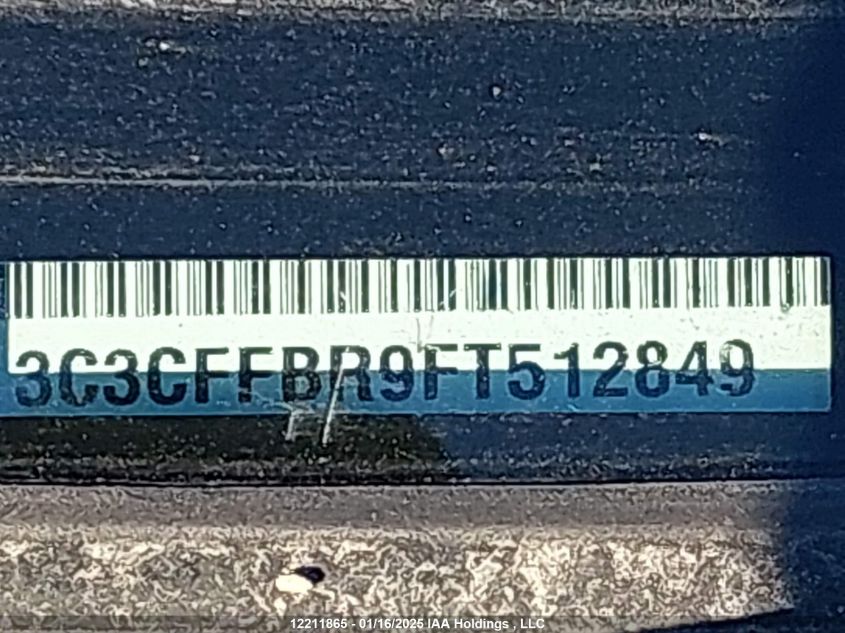 3C3CFFBR9FT512849
12211865 - 01/16/2025 IAA Holdings , LLC